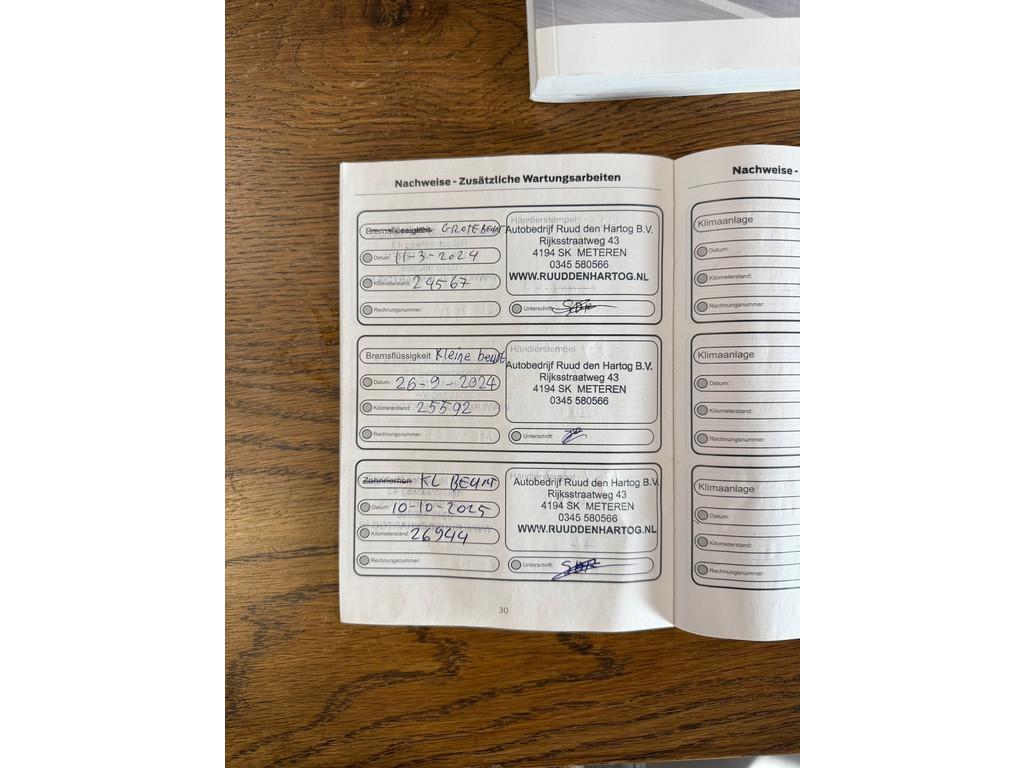 Nachweise - Zusätzliche Wartungsarbeiten
Bremsflüssigkeit GROTE BEURT
Datum: 11-3-2024
Kilometerstand: 24567
Rechnungsnummer:
Händlerstempel
Autobedrijf Ruud den Hartog B.V.
Rijksstraatweg 43
4194 SK METEREN
0345 580566
WWW.RUUDDENHARTOG.NL
Unterschrift:
Bremsflüssigkeit Kleine beurt
Datum: 26-9-2024
Kilometerstand: 25592
Rechnungsnummer:
Händlerstempel
Autobedrijf Ruud den Hartog B.V.
Rijksstraatweg 43
4194 SK METEREN
0345 580566
Unterschrift:
Zahnriemen KL BEURT
Datum: 10-10-2025
Kilometerstand: 26944
Rechnungsnummer:
Händlerstempel
Autobedrijf Ruud den Hartog B.V.
Rijksstraatweg 43
4194 SK METEREN
0345 580566
WWW.RUUDDENHARTOG.NL
Unterschrift:
30
Nachweise -
Klimaanlage
Datum:
Kilometerstand:
Rechnungsnummer:
Klimaanlage
Datum:
Kilometerstand:
Rechnungsnummer:
Klimaanlage
Datum:
Kilometerstand:
Rechnungsnummer: